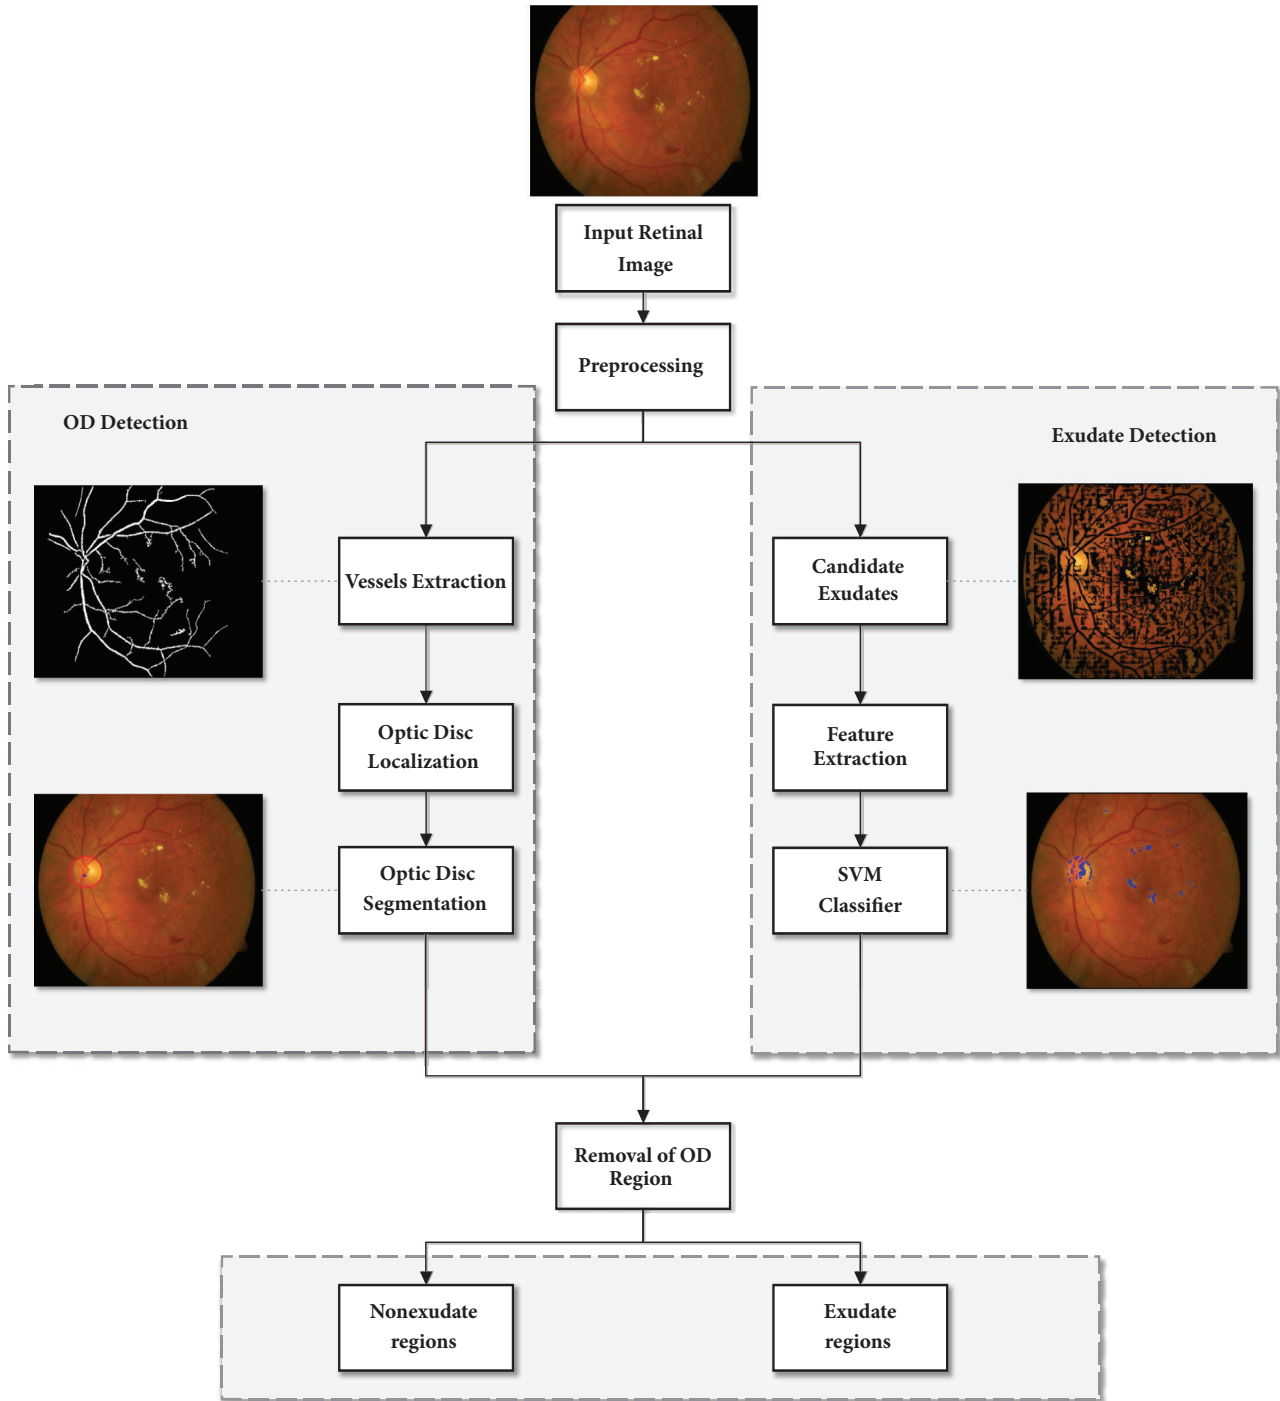 Input Retinal
Image
Preprocessing
OD Detection
Exudate Detection
Vessels Extraction
Candidate
Exudates
Optic Disc
Localization
Feature
Extraction
Optic Disc
Segmentation
SVM
Classifier
Removal of OD
Region
Nonexudate
regions
Exudate
regions